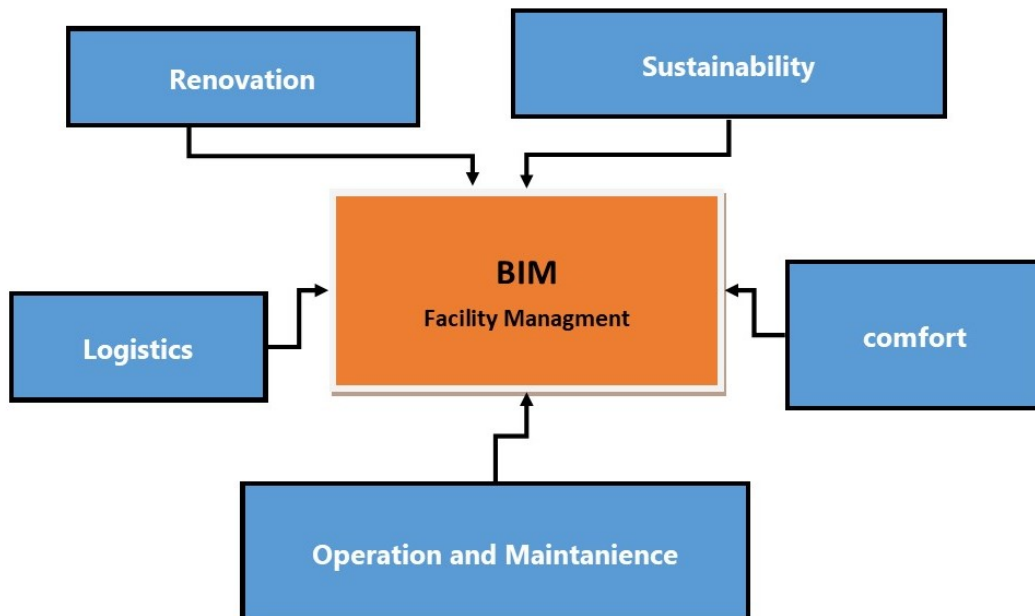 Renovation
Sustainability
BIM
Facility Managment
Logistics
comfort
Operation and Maintanience